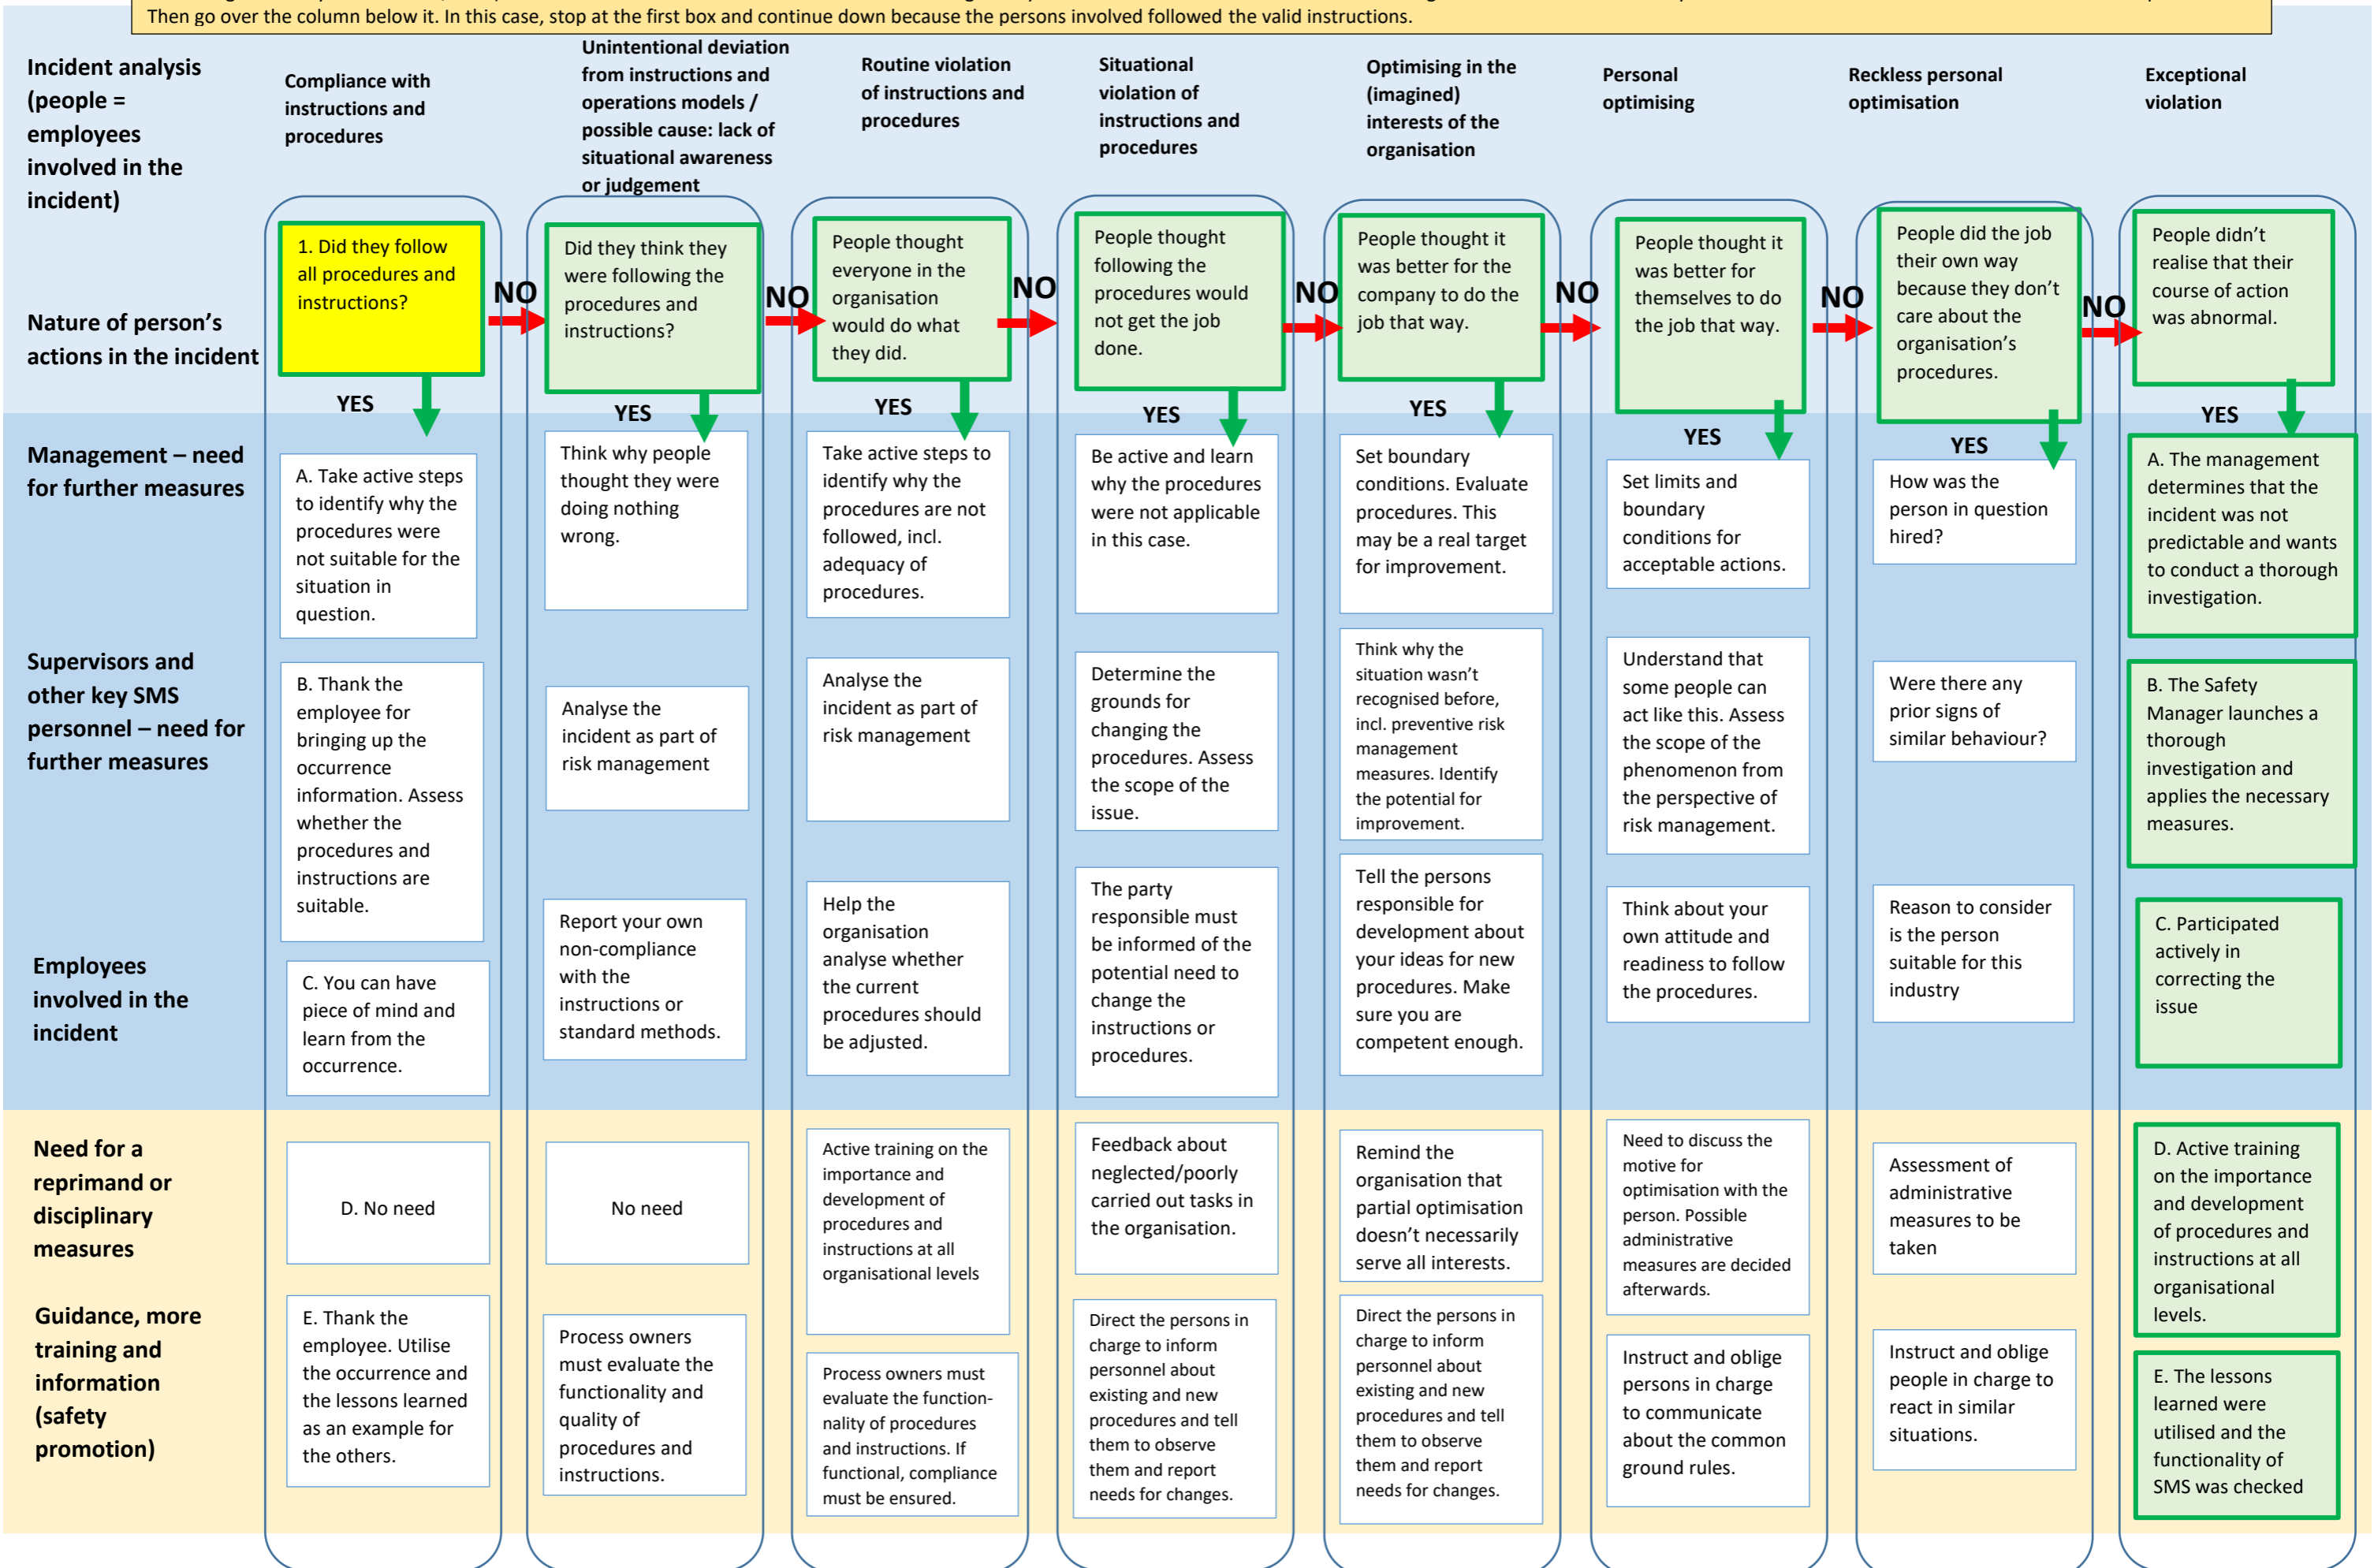 Then go over the column below it. In this case, stop at the first box and continue down because the persons involved followed the valid instructions.
Incident analysis
(people =
employees
involved in the
incident)
Compliance with
instructions and
procedures
Unintentional deviation
from instructions and
operations models /
possible cause: lack of
situational awareness
or judgement
Routine violation
of instructions and
procedures
Situational
violation of
instructions and
procedures
Optimising in the
(imagined)
interests of the
organisation
Personal
optimising
Reckless personal
optimisation
Exceptional
violation
Nature of person's
actions in the incident
1. Did they follow
all procedures and
instructions?
NO
YES
Did they think they
were following the
procedures and
instructions?
NO
YES
People thought
everyone in the
organisation
would do what
they did.
NO
YES
People thought
following the
procedures would
not get the job
done.
NO
YES
People thought it
was better for the
company to do the
job that way.
NO
YES
People thought it
was better for
themselves to do
the job that way.
NO
YES
People did the job
their own way
because they don't
care about the
organisation's
procedures.
NO
YES
People didn't
realise that their
course of action
was abnormal.
YES
Management – need
for further measures
A. Take active steps
to identify why the
procedures were
not suitable for the
situation in
question.
Think why people
thought they were
doing nothing
wrong.
Take active steps to
identify why the
procedures are not
followed, incl.
adequacy of
procedures.
Be active and learn
why the procedures
were not applicable
in this case.
Set boundary
conditions. Evaluate
procedures. This
may be a real target
for improvement.
Set limits and
boundary
conditions for
acceptable actions.
How was the
person in question
hired?
A. The management
determines that the
incident was not
predictable and wants
to conduct a thorough
investigation.
Supervisors and
other key SMS
personnel – need for
further measures
B. Thank the
employee for
bringing up the
occurrence
information. Assess
whether the
procedures and
instructions are
suitable.
Analyse the
incident as part of
risk management
Analyse the
incident as part of
risk management
Determine the
grounds for
changing the
procedures. Assess
the scope of the
issue.
Think why the
situation wasn't
recognised before,
incl. preventive risk
management
measures. Identify
the potential for
improvement.
Understand that
some people can
act like this. Assess
the scope of the
phenomenon from
the perspective of
risk management.
Were there any
prior signs of
similar behaviour?
B. The Safety
Manager launches a
thorough
investigation and
applies the necessary
measures.
Employees
involved in the
incident
C. You can have
piece of mind and
learn from the
occurrence.
Report your own
non-compliance
with the
instructions or
standard methods.
Help the
organisation
analyse whether
the current
procedures should
be adjusted.
The party
responsible must
be informed of the
potential need to
change the
instructions or
procedures.
Tell the persons
responsible for
development about
your ideas for new
procedures. Make
sure you are
competent enough.
Think about your
own attitude and
readiness to follow
the procedures.
Reason to consider
is the person
suitable for this
industry
C. Participated
actively in
correcting the
issue
Need for a
reprimand or
disciplinary
measures
D. No need
No need
Active training on the
importance and
development of
procedures and
instructions at all
organisational levels
Feedback about
neglected/poorly
carried out tasks in
the organisation.
Remind the
organisation that
partial optimisation
doesn't necessarily
serve all interests.
Need to discuss the
motive for
optimisation with the
person. Possible
administrative
measures are decided
afterwards.
Assessment of
administrative
measures to be
taken
D. Active training
on the importance
and development
of procedures and
instructions at all
organisational
levels.
Guidance, more
training and
information
(safety
promotion)
E. Thank the
employee. Utilise
the occurrence and
the lessons learned
as an example for
the others.
Process owners
must evaluate the
functionality and
quality of
procedures and
instructions.
Process owners must
evaluate the function-
nality of procedures
and instructions. If
functional, compliance
must be ensured.
Direct the persons in
charge to inform
personnel about
existing and new
procedures and tell
them to observe
them and report
needs for changes.
Direct the persons in
charge to inform
personnel about
existing and new
procedures and tell
them to observe
them and report
needs for changes.
Instruct and oblige
persons in charge
to communicate
about the common
ground rules.
Instruct and oblige
people in charge to
react in similar
situations.
E. The lessons
learned were
utilised and the
functionality of
SMS was checked